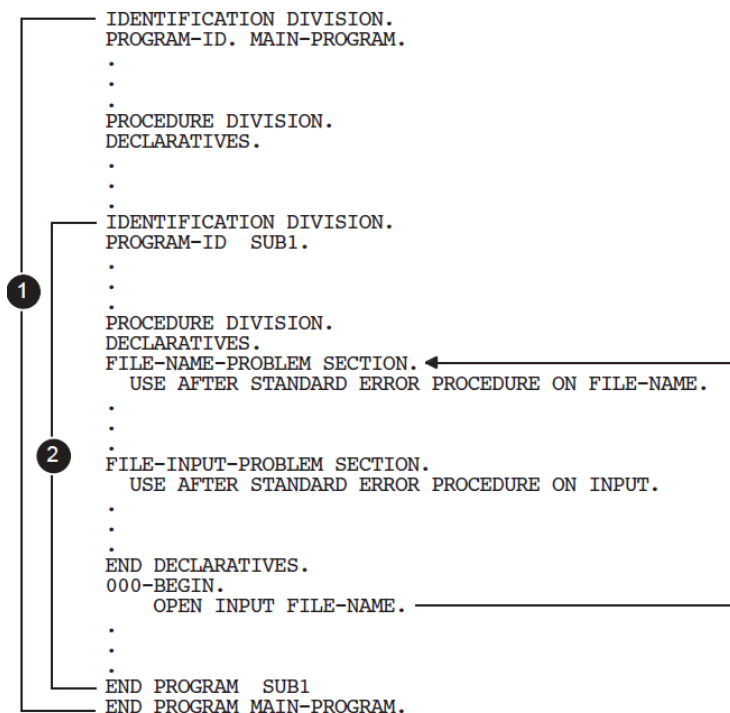 IDENTIFICATION DIVISION.
PROGRAM-ID. MAIN-PROGRAM.
.
.
.
PROCEDURE DIVISION.
DECLARATIVES.
.
.
.
IDENTIFICATION DIVISION.
PROGRAM-ID  SUB1.
.
1
.
.
PROCEDURE DIVISION.
DECLARATIVES.
FILE-NAME-PROBLEM SECTION.
  USE AFTER STANDARD ERROR PROCEDURE ON FILE-NAME.
.
.
.
2
FILE-INPUT-PROBLEM SECTION.
  USE AFTER STANDARD ERROR PROCEDURE ON INPUT.
.
.
.
END DECLARATIVES.
000-BEGIN.
    OPEN INPUT FILE-NAME.
.
.
.
END PROGRAM  SUB1
END PROGRAM MAIN-PROGRAM.